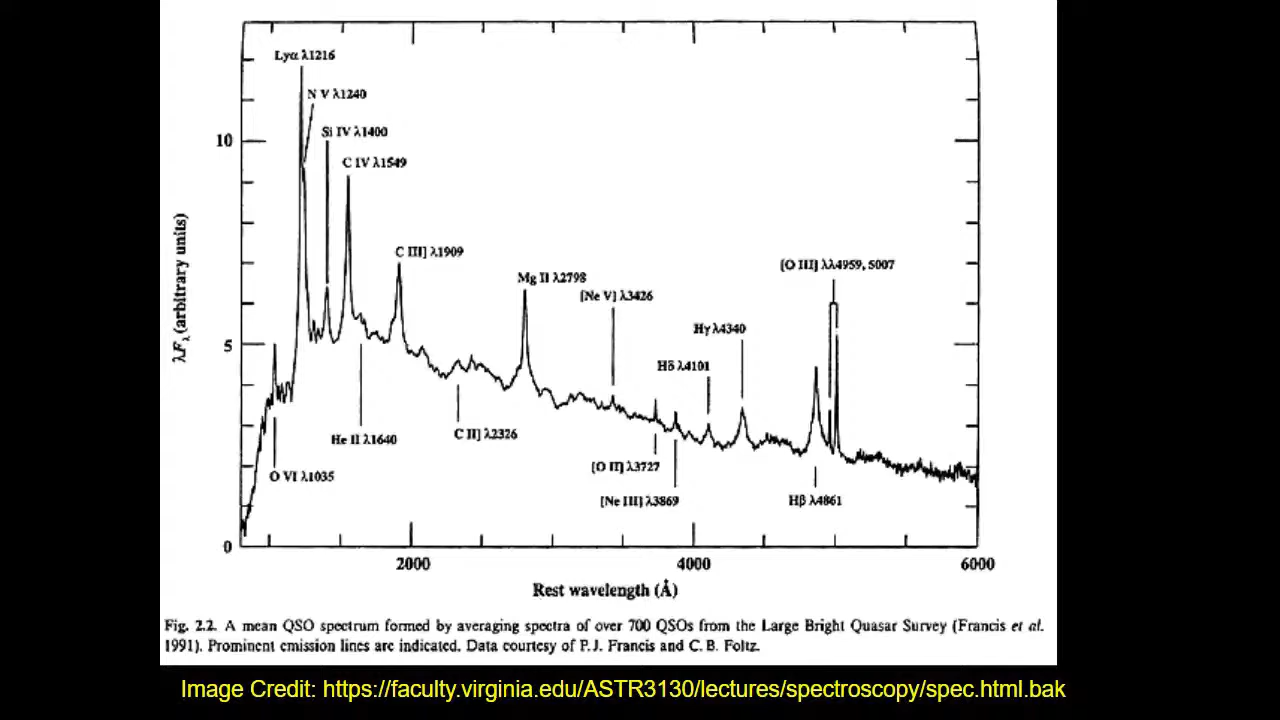 Lyα λ1216
N V λ1240
Si IV λ1400
C IV λ1549
C III] λ1909
Mg II λ2798
[Ne V] λ3426
[O III] λλ4959, 5007
Hγ λ4340
Hδ λ4101
He II λ1640
C II] λ2326
O VI λ1035
[O II] λ3727
[Ne III] λ3869
Hβ λ4861
10
5
0
λFλ (arbitrary units)
2000
4000
6000
Rest wavelength (Å)
Fig. 2.2. A mean QSO spectrum formed by averaging spectra of over 700 QSOs from the Large Bright Quasar Survey (Francis et al.
1991). Prominent emission lines are indicated. Data courtesy of P. J. Francis and C. B. Foltz.
Image Credit: https://faculty.virginia.edu/ASTR3130/lectures/spectroscopy/spec.html.bak